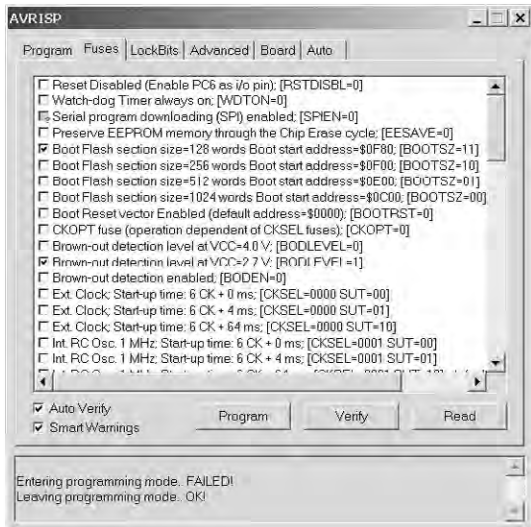 AVRISP
Program Fuses LockBits Advanced Board Auto
Reset Disabled (Enable PC6 as i/o pin); [RSTDISBL=0]
Watch-dog Timer always on; [WDTON=0]
Serial program downloading (SPI) enabled; [SPIEN=0]
Preserve EEPROM memory through the Chip Erase cycle; [EESAVE=0]
Boot Flash section size=128 words Boot start address=$0F80; [BOOTSZ=11]
Boot Flash section size=256 words Boot start address=$0F00; [BOOTSZ=10]
Boot Flash section size=512 words Boot start address=$0E00; [BOOTSZ=01]
Boot Flash section size=1024 words Boot start address=$0C00; [BOOTSZ=00]
Boot Reset vector Enabled (default address=$0000); [BOOTRST=0]
CKOPT fuse (operation dependent of CKSEL fuses); [CKOPT=0]
Brown-out detection level at VCC=4.0 V; [BODLEVEL=0]
Brown-out detection level at VCC=2.7 V; [BODLEVEL=1]
Brown-out detection enabled; [BODEN=0]
Ext. Clock; Start-up time: 6 CK + 0 ms; [CKSEL=0000 SUT=00]
Ext. Clock; Start-up time: 6 CK + 4 ms; [CKSEL=0000 SUT=01]
Ext. Clock; Start-up time: 6 CK + 64 ms; [CKSEL=0000 SUT=10]
Int. RC Osc. 1 MHz; Start-up time: 6 CK + 0 ms; [CKSEL=0001 SUT=00]
Int. RC Osc. 1 MHz; Start-up time: 6 CK + 4 ms; [CKSEL=0001 SUT=01]
Auto Verify
Smart Warnings
Program Verify Read
Entering programming mode. FAILED!
Leaving programming mode. OK!